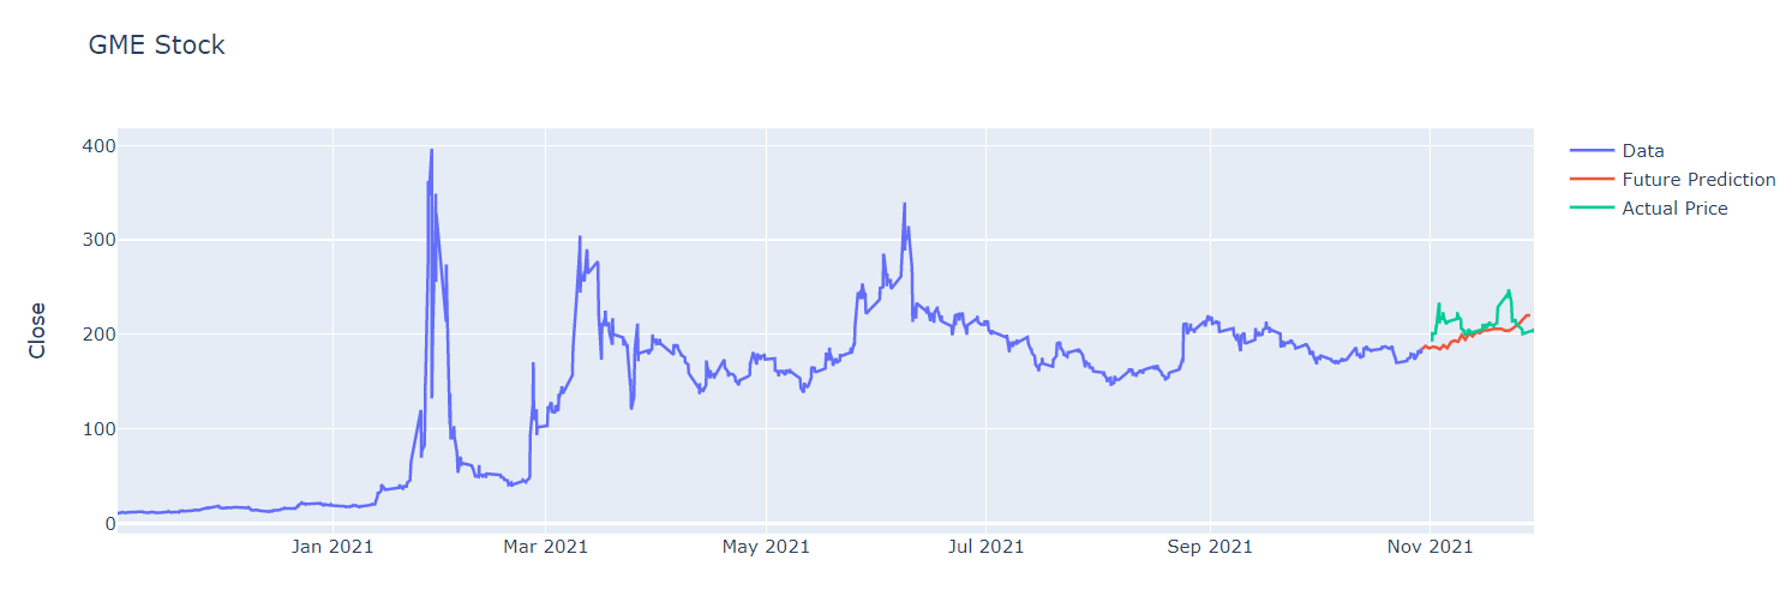 GME Stock
Data
Future Prediction
Actual Price
Close
400
300
200
100
0
Jan 2021
Mar 2021
May 2021
Jul 2021
Sep 2021
Nov 2021